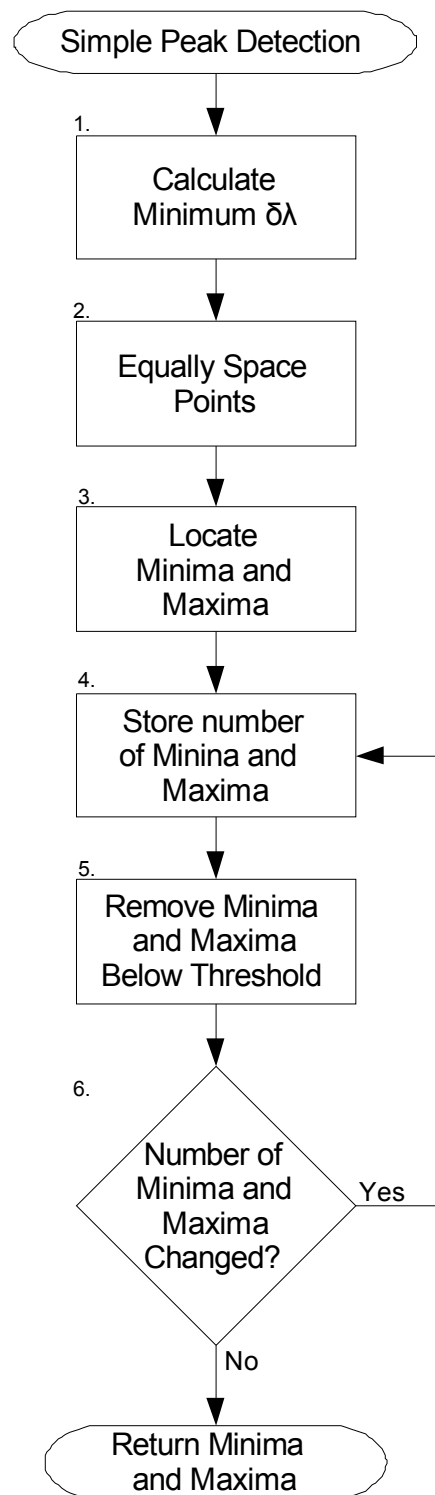 Simple Peak Detection
1.
Calculate
Minimum δλ
2.
Equally Space
Points
3.
Locate
Minima and
Maxima
4.
Store number
of Minina and
Maxima
5.
Remove Minima
and Maxima
Below Threshold
6.
Number of
Minima and
Maxima
Changed?
Yes
No
Return Minima
and Maxima